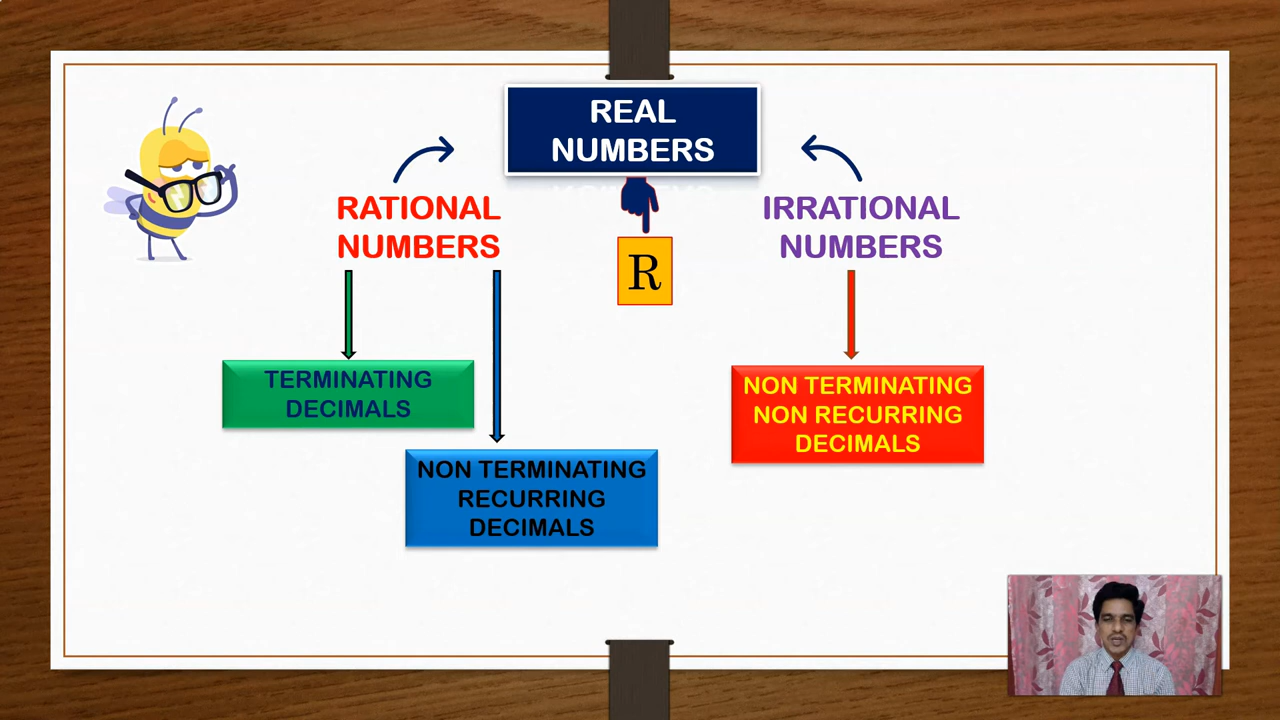 REAL
NUMBERS
RATIONAL
NUMBERS
R
IRRATIONAL
NUMBERS
TERMINATING
DECIMALS
NON TERMINATING
RECURRING
DECIMALS
NON TERMINATING
NON RECURRING
DECIMALS